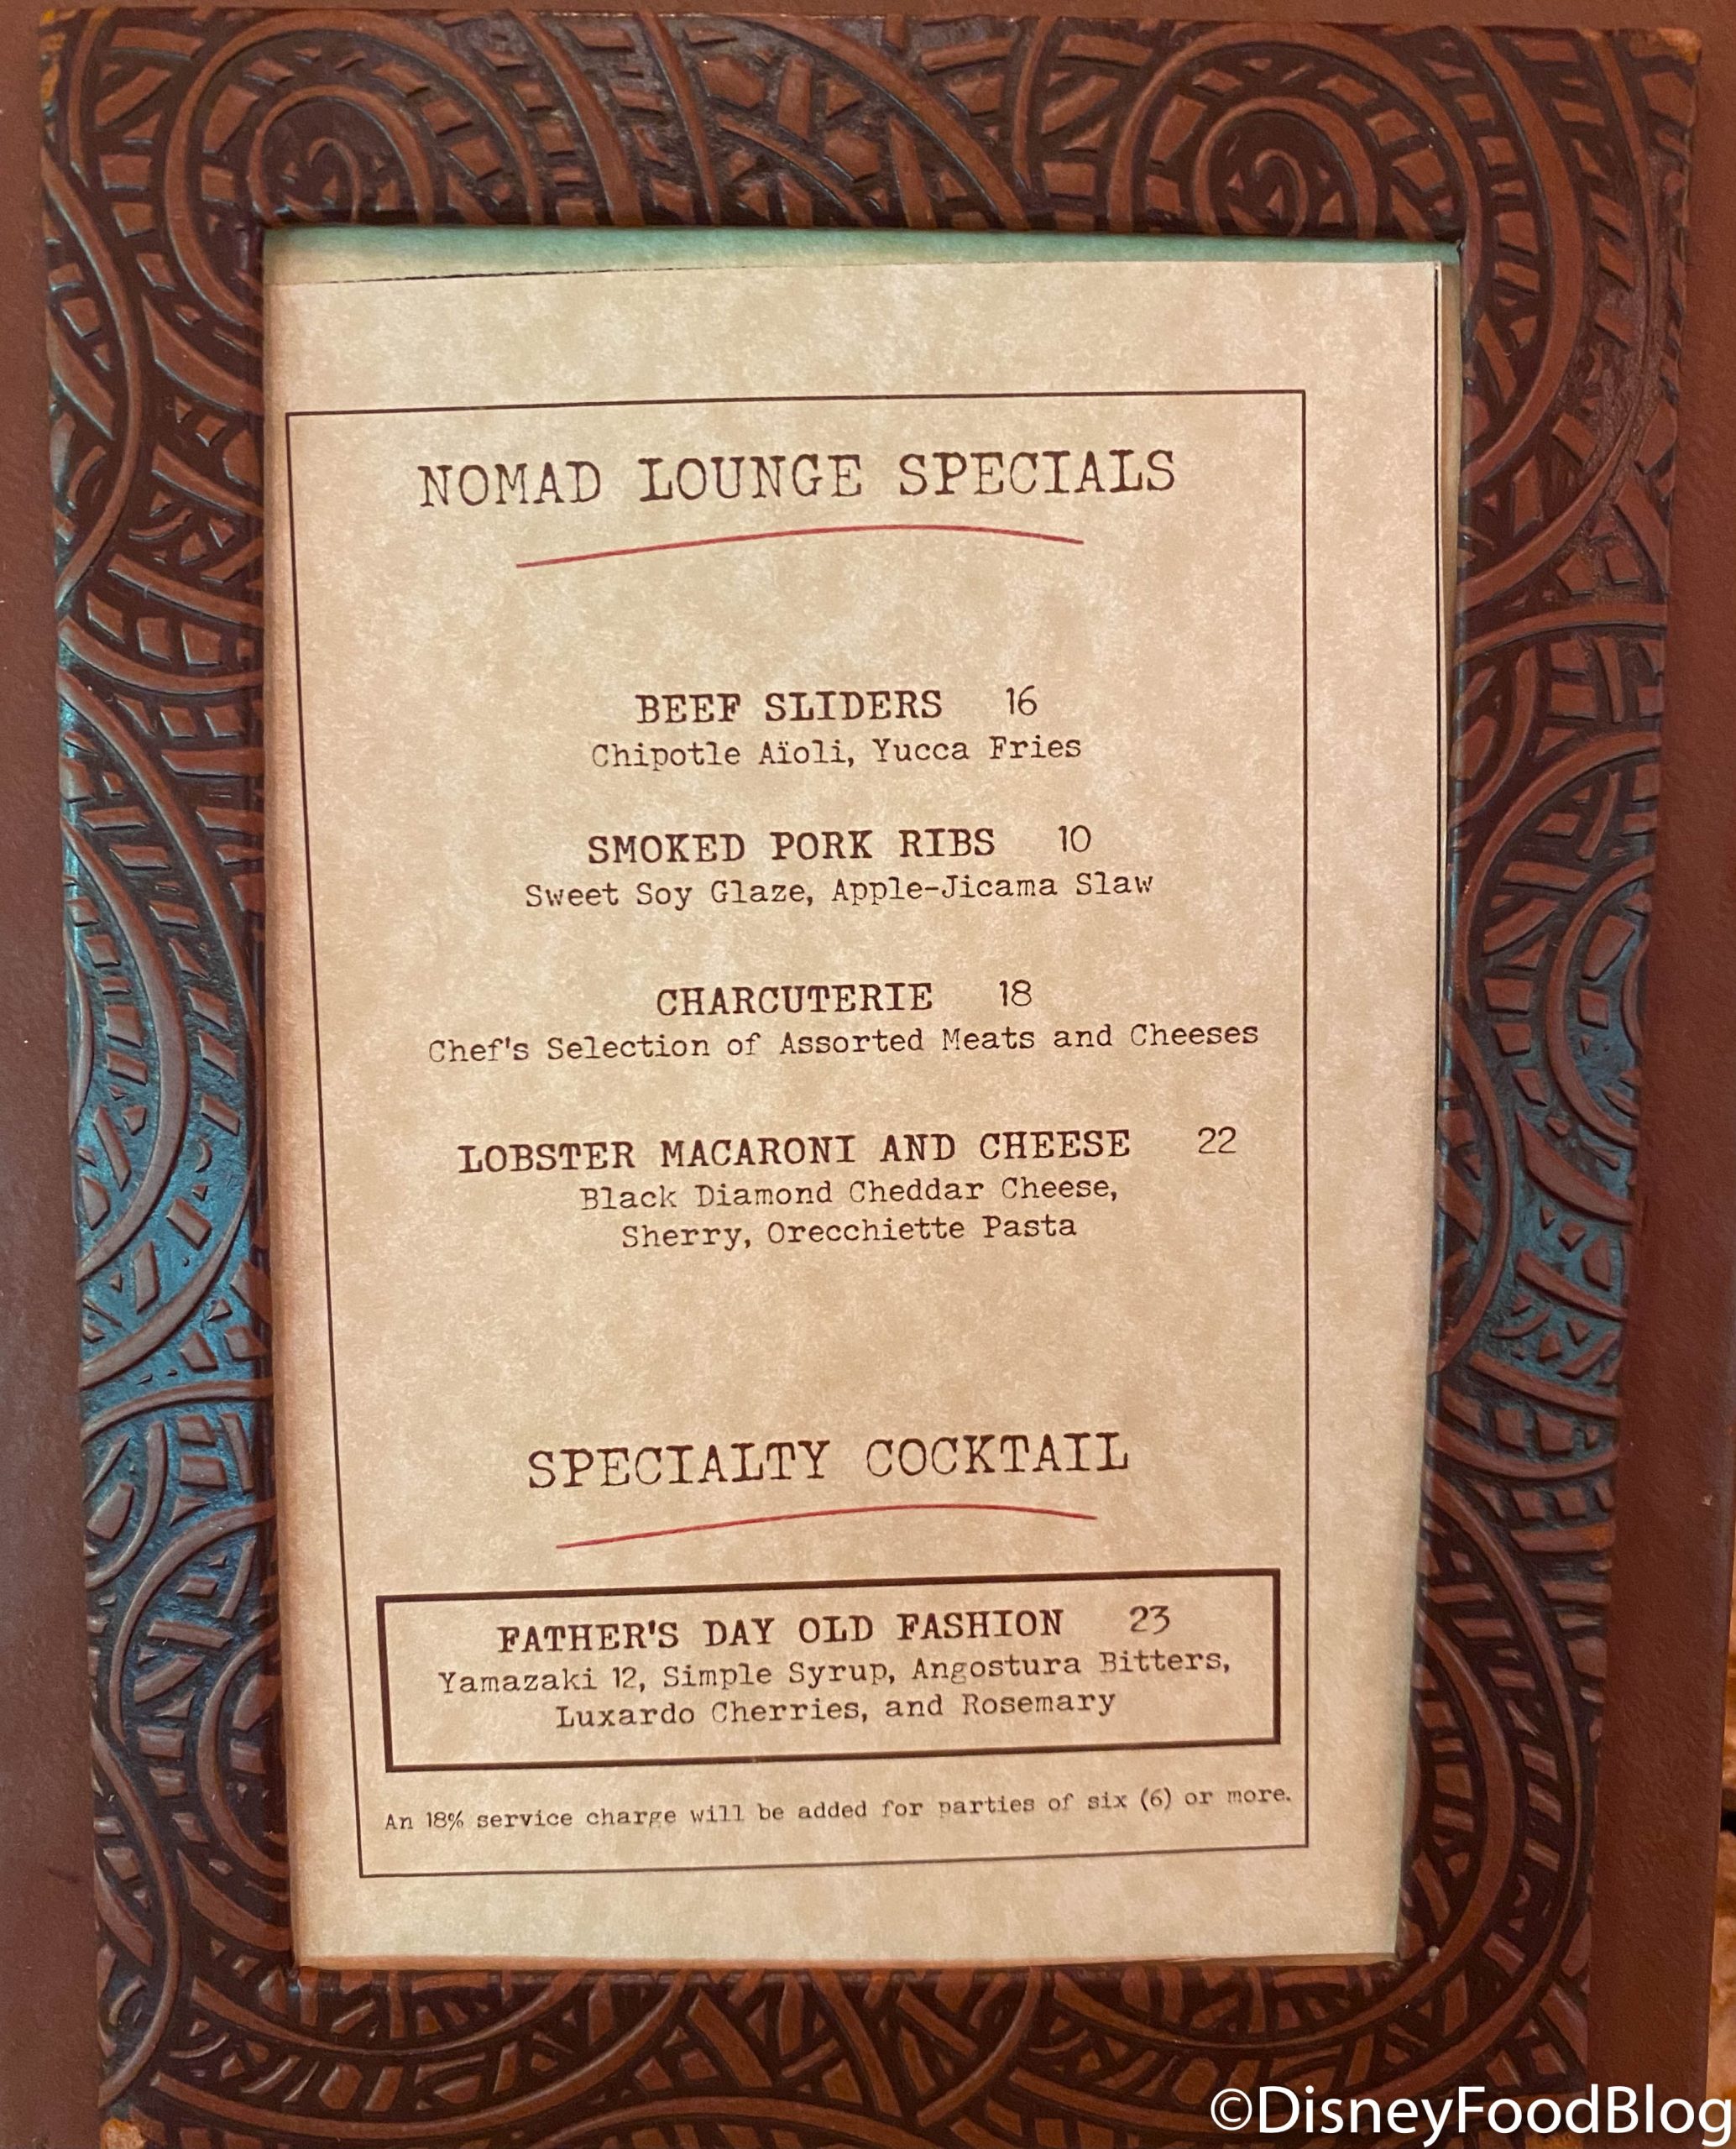 NOMAD LOUNGE SPECIALS
BEEF SLIDERS 16
Chipotle Aïoli, Yucca Fries
SMOKED PORK RIBS 10
Sweet Soy Glaze, Apple-Jicama Slaw
CHARCUTERIE 18
Chef's Selection of Assorted Meats and Cheeses
LOBSTER MACARONI AND CHEESE 22
Black Diamond Cheddar Cheese,
Sherry, Orecchiette Pasta
SPECIALTY COCKTAIL
FATHER'S DAY OLD FASHION 23
Yamazaki 12, Simple Syrup, Angostura Bitters,
Luxardo Cherries, and Rosemary
An 18% service charge will be added for parties of six (6) or more.
©DisneyFoodBlog